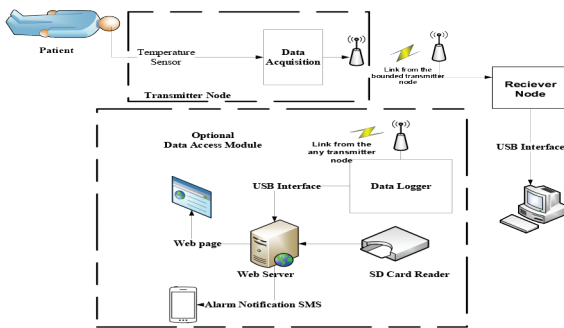 Patient
Temperature
Sensor
Data
Acquisition
Transmitter Node
Link from the
bounded transmitter
node
Reciever
Node
USB Interface
Optional
Data Access Module
Link from the
any transmitter
node
USB Interface
Data Logger
Web page
Web Server
SD Card Reader
Alarm Notification SMS